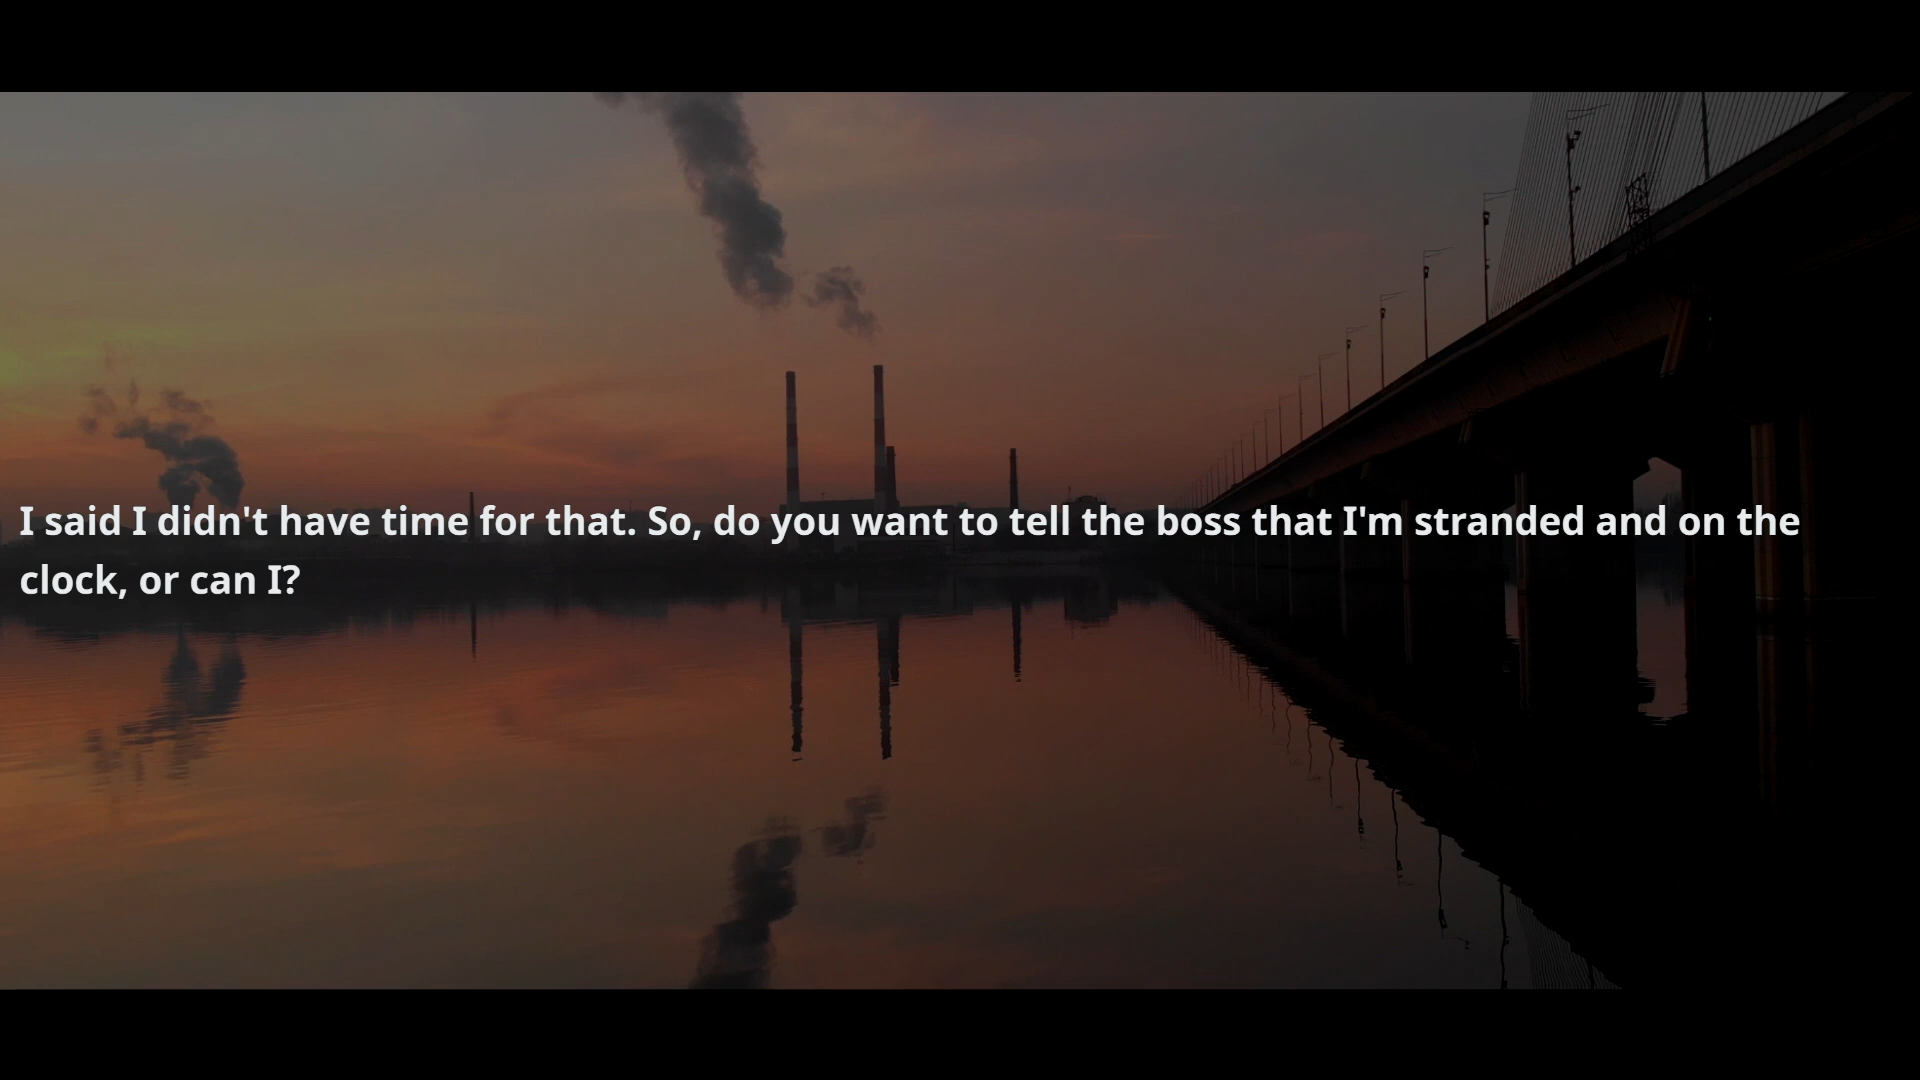 I said I didn't have time for that. So, do you want to tell the boss that I'm stranded and on the
clock, or can I?